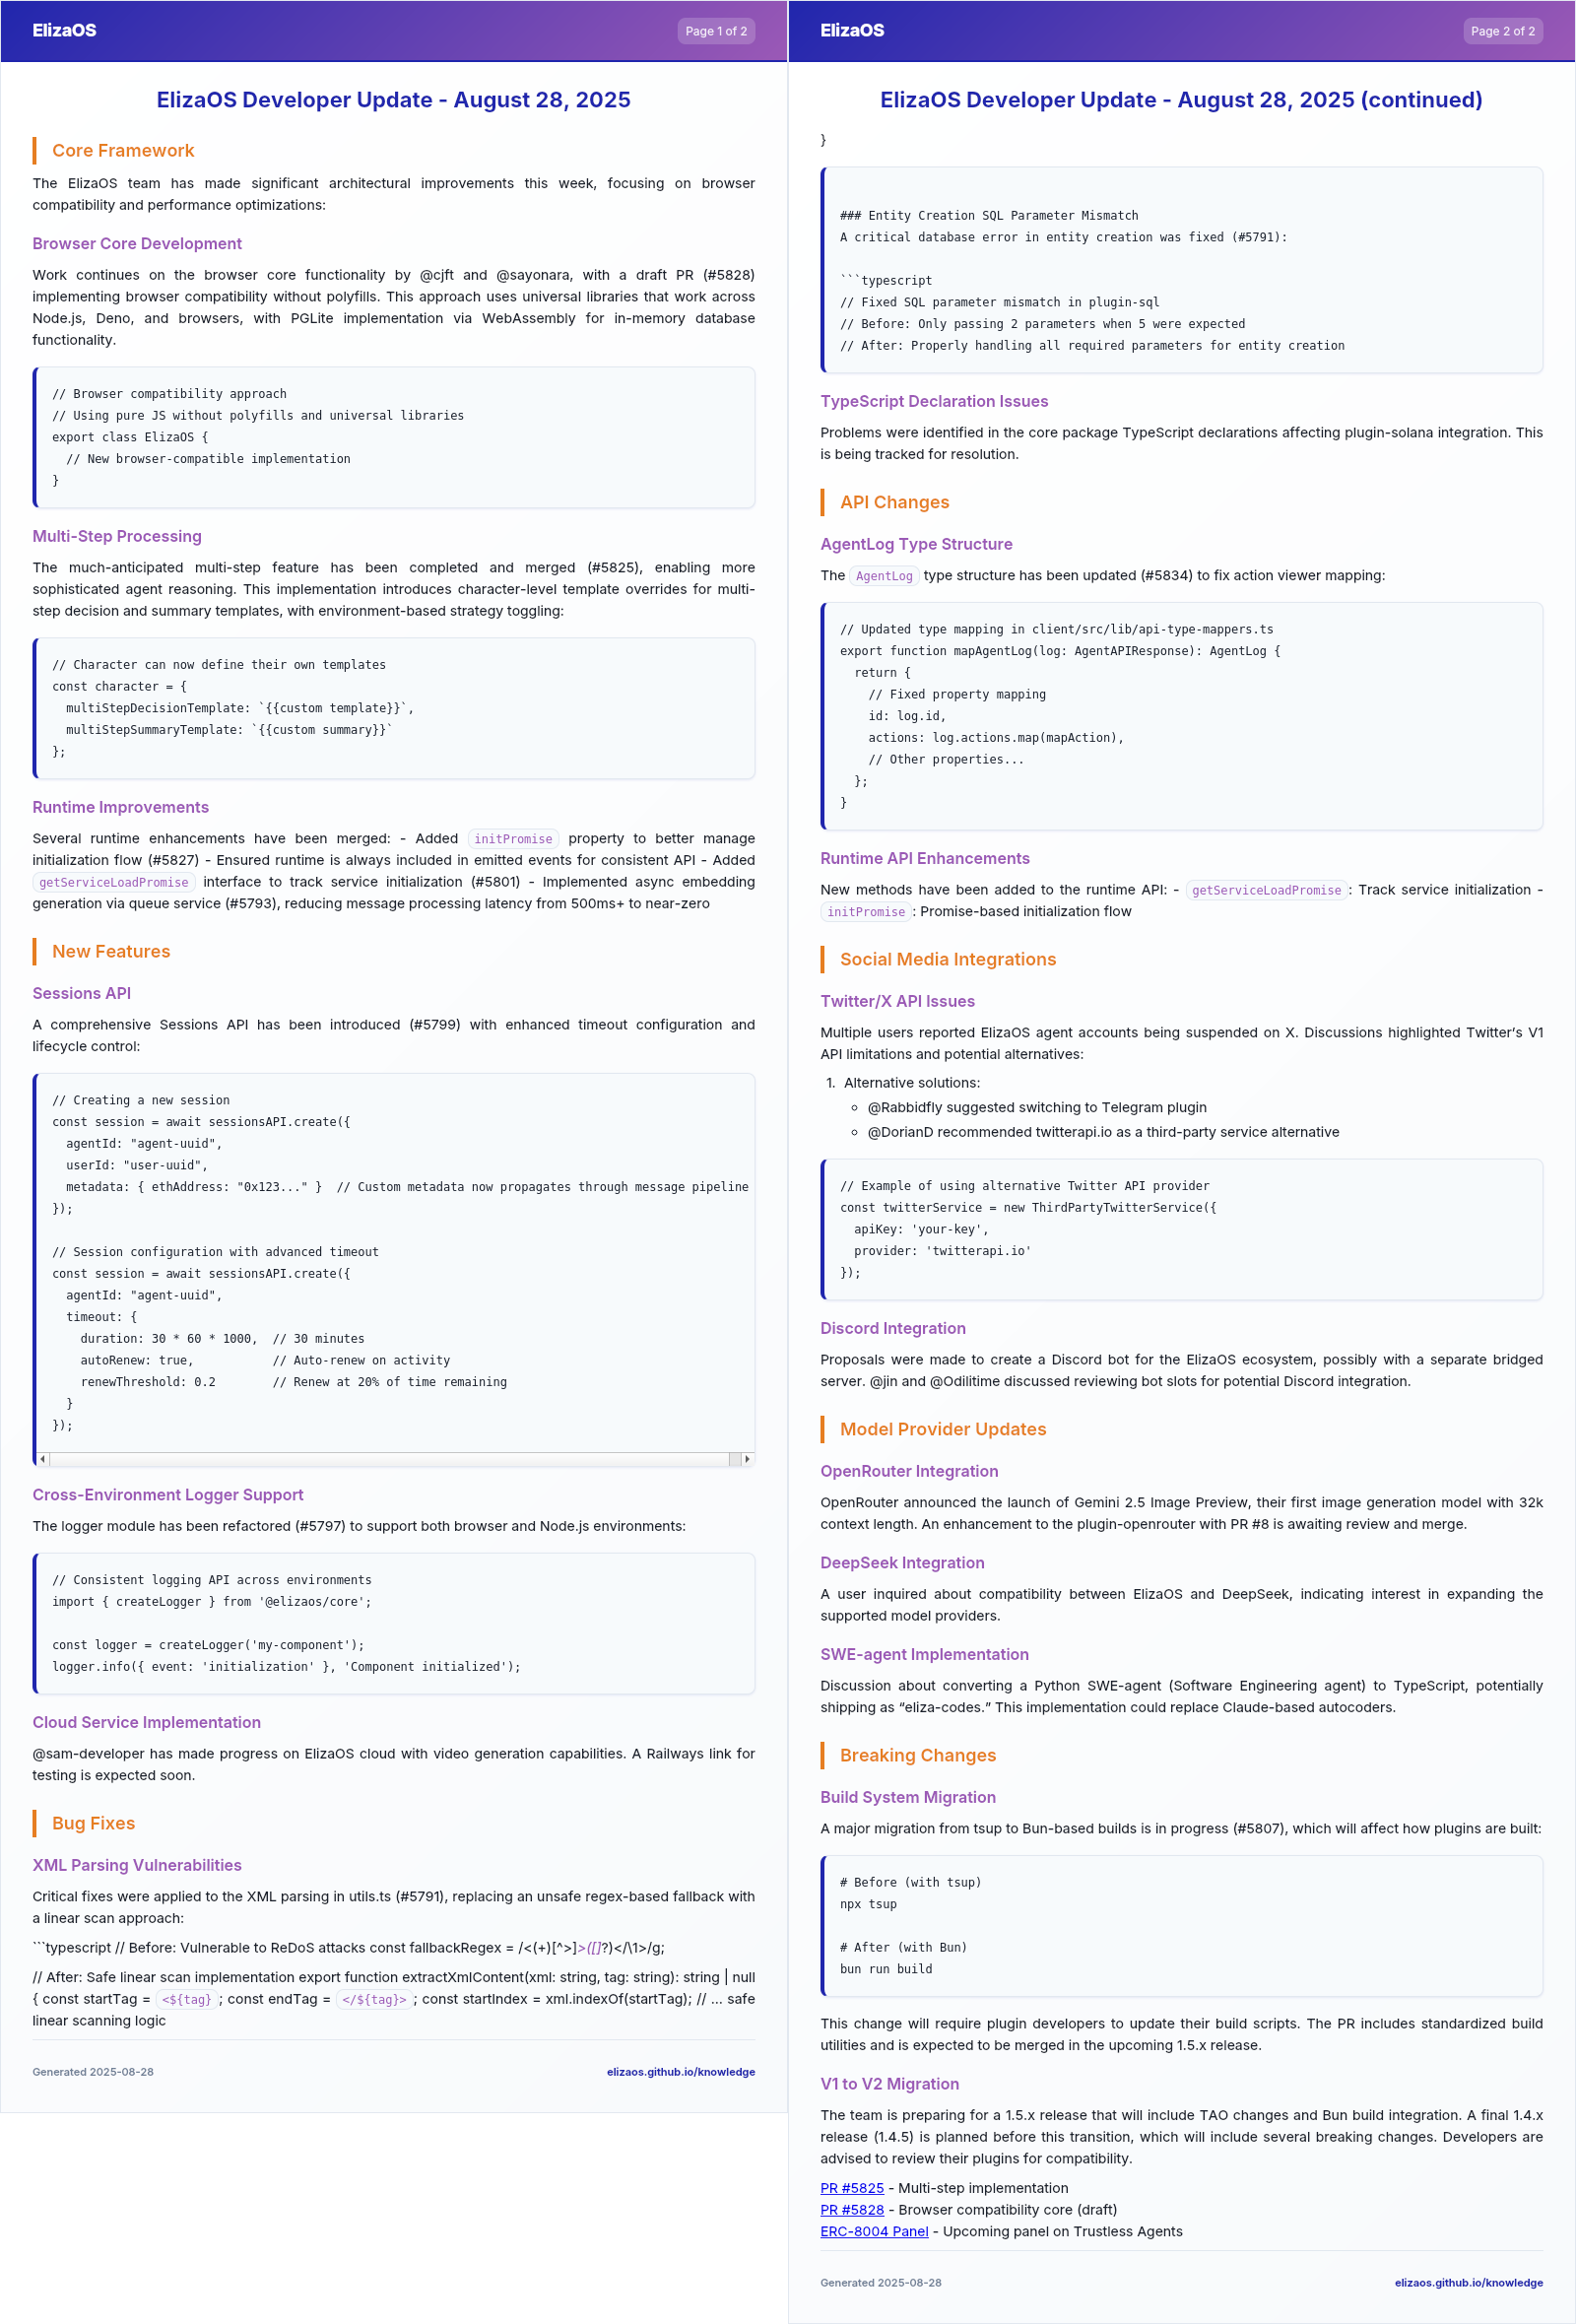 ElizaOS
Page 1 of 2
ElizaOS Developer Update - August 28, 2025
Core Framework
The ElizaOS team has made significant architectural improvements this week, focusing on browser
compatibility and performance optimizations:
Browser Core Development
Work continues on the browser core functionality by @cjft and @sayonara, with a draft PR (#5828)
implementing browser compatibility without polyfills. This approach uses universal libraries that work across
Node.js, Deno, and browsers, with PGLite implementation via WebAssembly for in-memory database
functionality.
// Browser compatibility approach
// Using pure JS without polyfills and universal libraries
export class ElizaOS {
  // New browser-compatible implementation
}
Multi-Step Processing
The much-anticipated multi-step feature has been completed and merged (#5825), enabling more
sophisticated agent reasoning. This implementation introduces character-level template overrides for multi-
step decision and summary templates, with environment-based strategy toggling:
// Character can now define their own templates
const character = {
  multiStepDecisionTemplate: `{{custom template}}`,
  multiStepSummaryTemplate: `{{custom summary}}`
};
Runtime Improvements
Several runtime enhancements have been merged: - Added initPromise property to better manage
initialization flow (#5827) - Ensured runtime is always included in emitted events for consistent API - Added
getServiceLoadPromise interface to track service initialization (#5801) - Implemented async embedding
generation via queue service (#5793), reducing message processing latency from 500ms+ to near-zero
New Features
Sessions API
A comprehensive Sessions API has been introduced (#5799) with enhanced timeout configuration and
lifecycle control:
// Creating a new session
const session = await sessionsAPI.create({
  agentId: "agent-uuid",
  userId: "user-uuid",
  metadata: { ethAddress: "0x123..." }  // Custom metadata now propagates through message pipeline
});
// Session configuration with advanced timeout
const session = await sessionsAPI.create({
  agentId: "agent-uuid",
  timeout: {
    duration: 30 * 60 * 1000,  // 30 minutes
    autoRenew: true,           // Auto-renew on activity
    renewThreshold: 0.2        // Renew at 20% of time remaining
  }
});
Cross-Environment Logger Support
The logger module has been refactored (#5797) to support both browser and Node.js environments:
// Consistent logging API across environments
import { createLogger } from '@elizaos/core';
const logger = createLogger('my-component');
logger.info({ event: 'initialization' }, 'Component initialized');
Cloud Service Implementation
@sam-developer has made progress on ElizaOS cloud with video generation capabilities. A Railways link for
testing is expected soon.
Bug Fixes
XML Parsing Vulnerabilities
Critical fixes were applied to the XML parsing in utils.ts (#5791), replacing an unsafe regex-based fallback with
a linear scan approach:
```typescript // Before: Vulnerable to ReDoS attacks const fallbackRegex = /<(+)[^>]>([]?)</\1>/g;
// After: Safe linear scan implementation export function extractXmlContent(xml: string, tag: string): string | null
{ const startTag = <${tag} ; const endTag = </${tag}> ; const startIndex = xml.indexOf(startTag); // ... safe
linear scanning logic
Generated 2025-08-28
elizaos.github.io/knowledge
ElizaOS
Page 2 of 2
ElizaOS Developer Update - August 28, 2025 (continued)
}
### Entity Creation SQL Parameter Mismatch
A critical database error in entity creation was fixed (#5791):
```typescript
// Fixed SQL parameter mismatch in plugin-sql
// Before: Only passing 2 parameters when 5 were expected
// After: Properly handling all required parameters for entity creation
TypeScript Declaration Issues
Problems were identified in the core package TypeScript declarations affecting plugin-solana integration. This
is being tracked for resolution.
API Changes
AgentLog Type Structure
The AgentLog type structure has been updated (#5834) to fix action viewer mapping:
// Updated type mapping in client/src/lib/api-type-mappers.ts
export function mapAgentLog(log: AgentAPIResponse): AgentLog {
  return {
    // Fixed property mapping
    id: log.id,
    actions: log.actions.map(mapAction),
    // Other properties...
  };
}
Runtime API Enhancements
New methods have been added to the runtime API: - getServiceLoadPromise : Track service initialization -
initPromise : Promise-based initialization flow
Social Media Integrations
Twitter/X API Issues
Multiple users reported ElizaOS agent accounts being suspended on X. Discussions highlighted Twitter's V1
API limitations and potential alternatives:
1. Alternative solutions:
◦ @Rabbidfly suggested switching to Telegram plugin
◦ @DorianD recommended twitterapi.io as a third-party service alternative
// Example of using alternative Twitter API provider
const twitterService = new ThirdPartyTwitterService({
  apiKey: 'your-key',
  provider: 'twitterapi.io'
});
Discord Integration
Proposals were made to create a Discord bot for the ElizaOS ecosystem, possibly with a separate bridged
server. @jin and @Odilitime discussed reviewing bot slots for potential Discord integration.
Model Provider Updates
OpenRouter Integration
OpenRouter announced the launch of Gemini 2.5 Image Preview, their first image generation model with 32k
context length. An enhancement to the plugin-openrouter with PR #8 is awaiting review and merge.
DeepSeek Integration
A user inquired about compatibility between ElizaOS and DeepSeek, indicating interest in expanding the
supported model providers.
SWE-agent Implementation
Discussion about converting a Python SWE-agent (Software Engineering agent) to TypeScript, potentially
shipping as “eliza-codes.” This implementation could replace Claude-based autocoders.
Breaking Changes
Build System Migration
A major migration from tsup to Bun-based builds is in progress (#5807), which will affect how plugins are built:
# Before (with tsup)
npx tsup
# After (with Bun)
bun run build
This change will require plugin developers to update their build scripts. The PR includes standardized build
utilities and is expected to be merged in the upcoming 1.5.x release.
V1 to V2 Migration
The team is preparing for a 1.5.x release that will include TAO changes and Bun build integration. A final 1.4.x
release (1.4.5) is planned before this transition, which will include several breaking changes. Developers are
advised to review their plugins for compatibility.
PR #5825 - Multi-step implementation
PR #5828 - Browser compatibility core (draft)
ERC-8004 Panel - Upcoming panel on Trustless Agents
Generated 2025-08-28
elizaos.github.io/knowledge